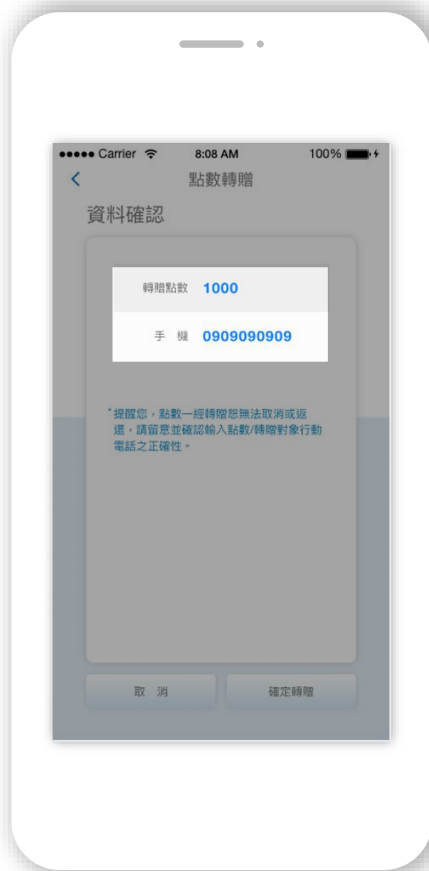 Carrier 8:08 AM 100%
點數轉贈
資料確認
轉贈點數 1000
手 機 0909090909
*提醒您，點數一經轉贈恕無法取消或返
還，請留意並確認輸入點數/轉贈對象行動
電話之正確性。
取 消 確定轉贈